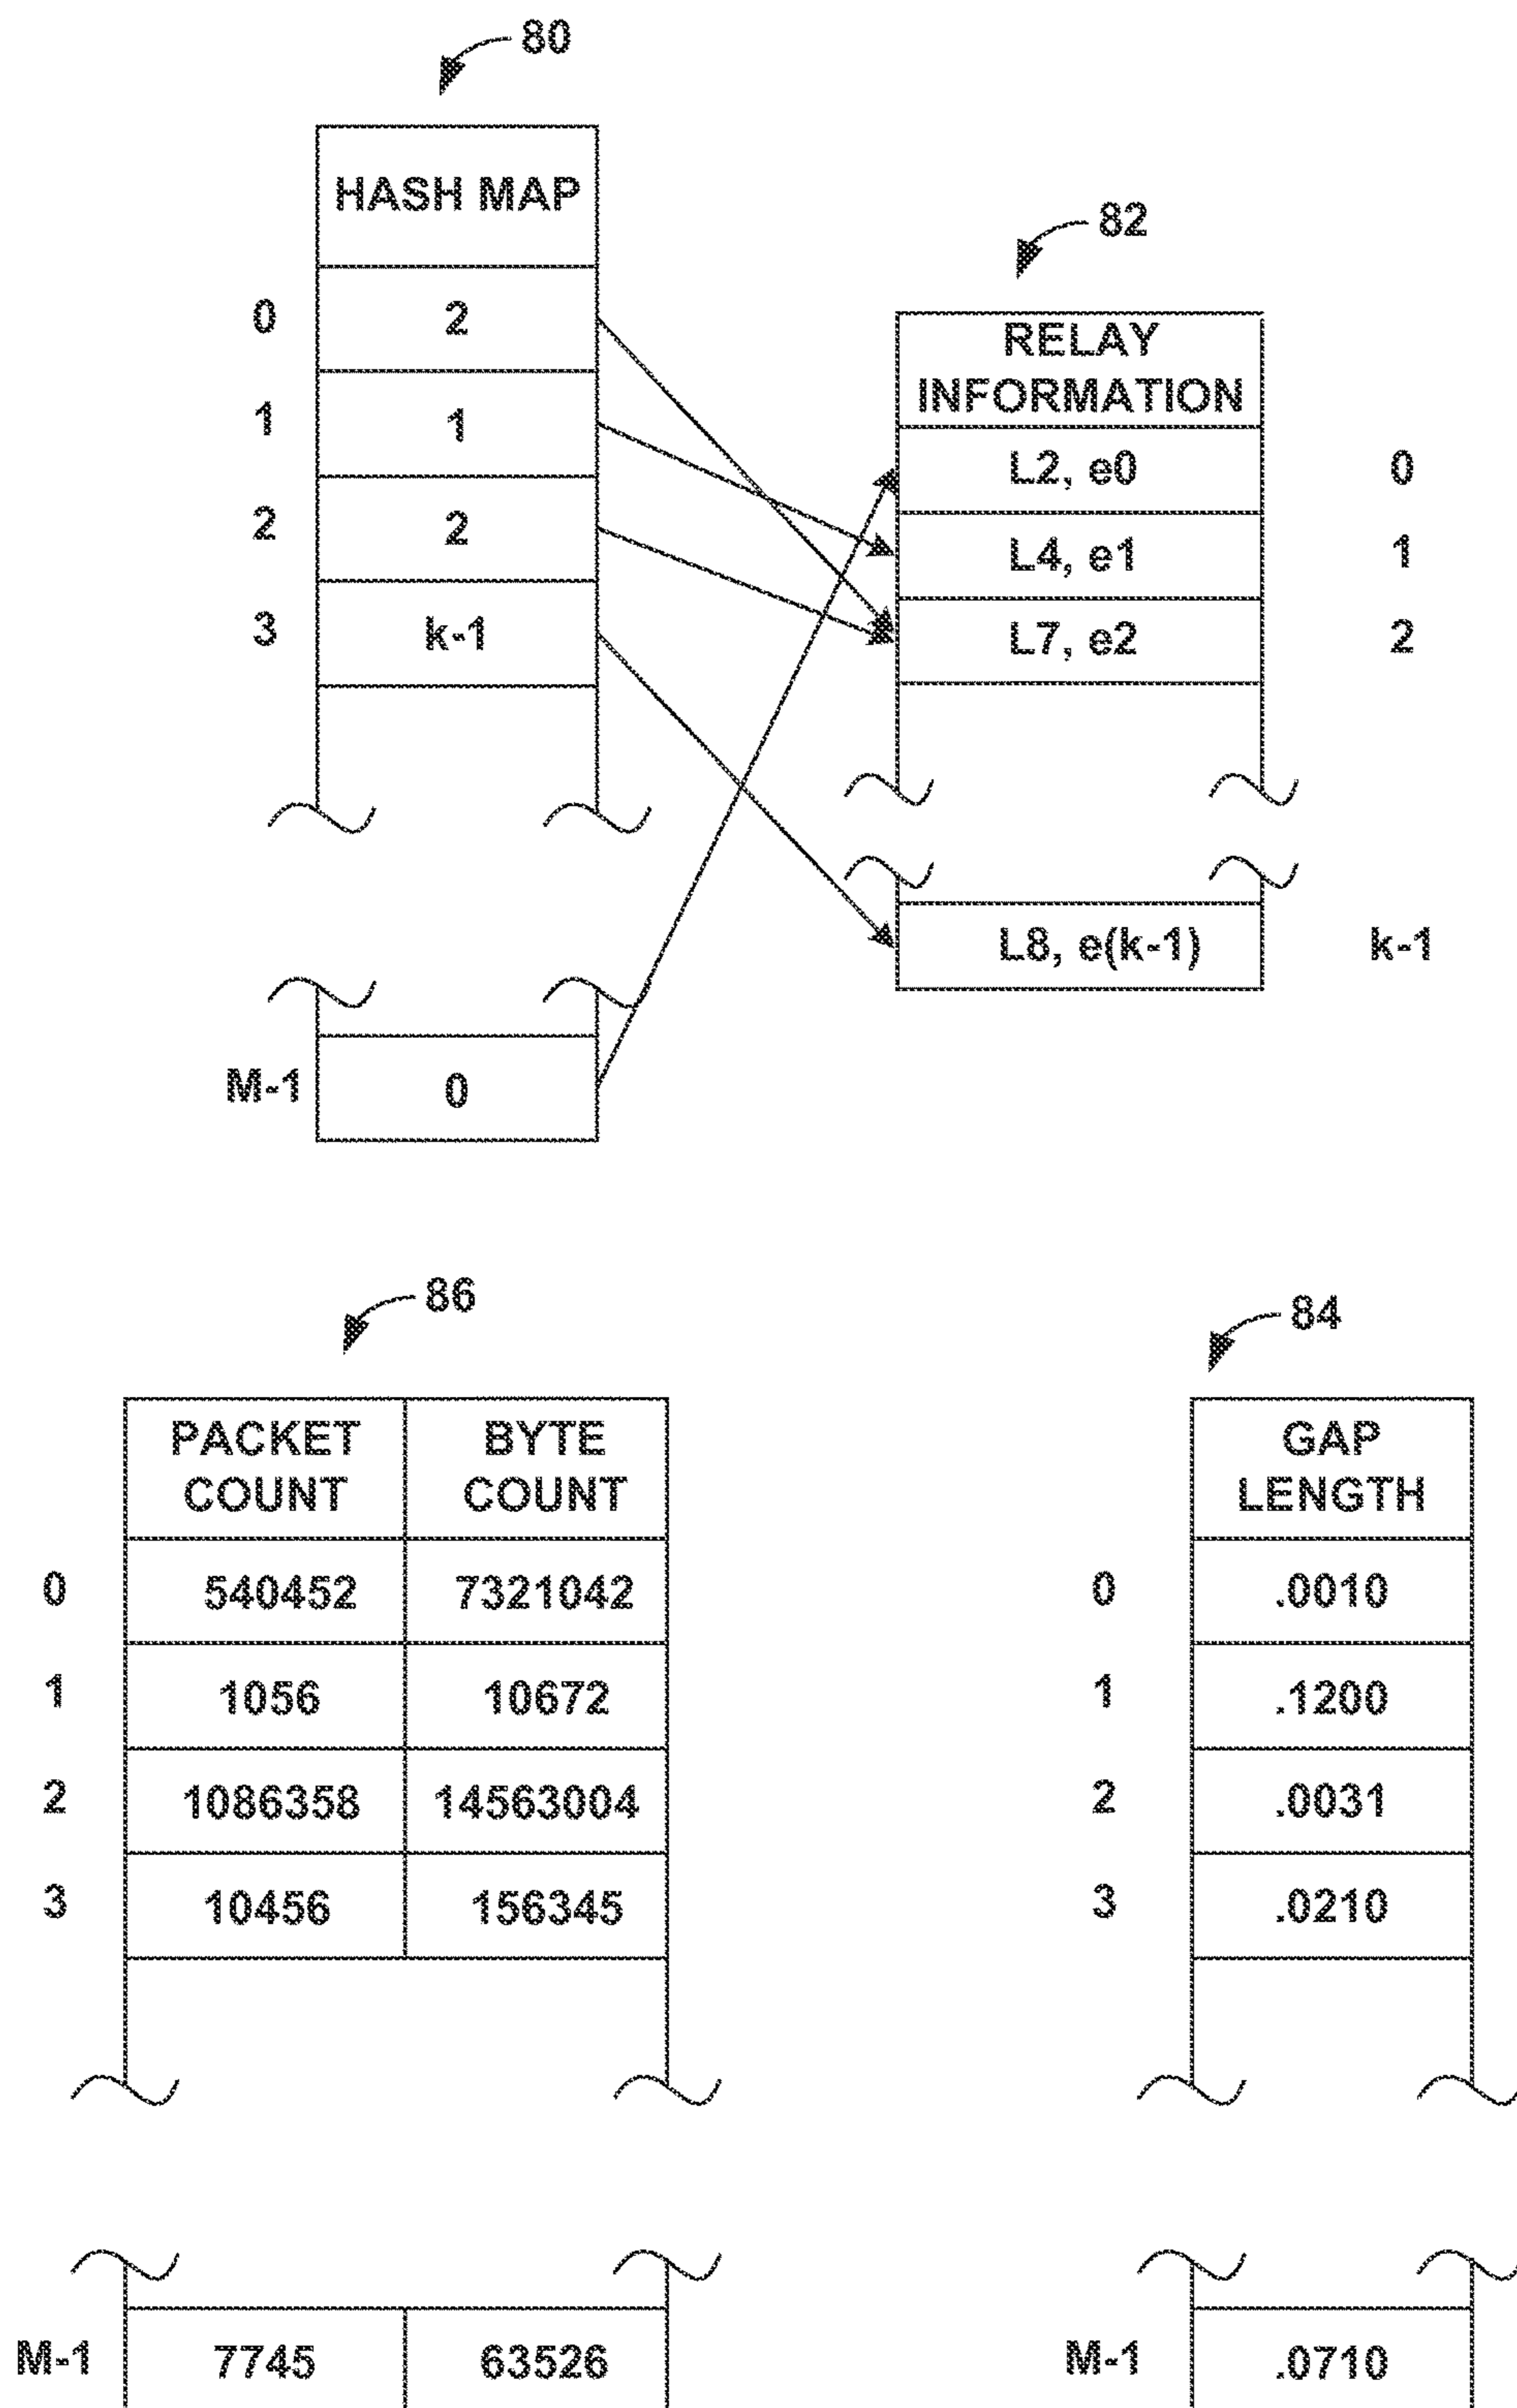 80
HASH MAP
82
0 2
RELAY
INFORMATION
1 1
L2, e0 0
2 2
L4, e1 1
3 k-1
L7, e2 2
L8, e(k-1) k-1
M-1 0
86
84
PACKET COUNT
BYTE COUNT
GAP LENGTH
0 540452 7321042
0 .0010
1 1056 10672
1 .1200
2 1086358 14563004
2 .0031
3 10456 156345
3 .0210
M-1 7745 63526
M-1 .0710